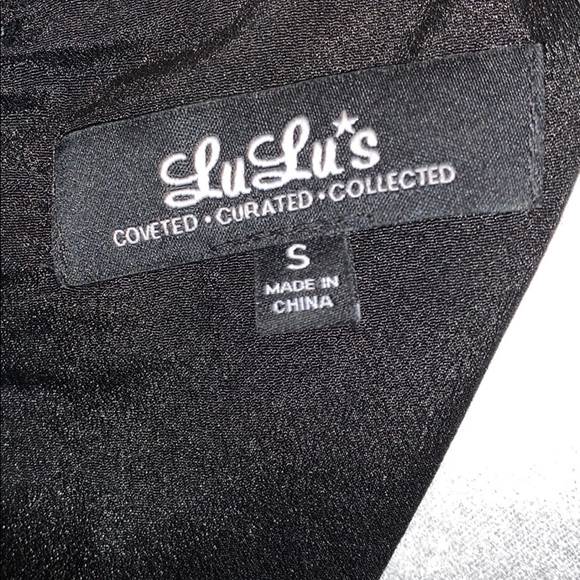 LuLu*s
COVETED • CURATED • COLLECTED
S
MADE IN
CHINA